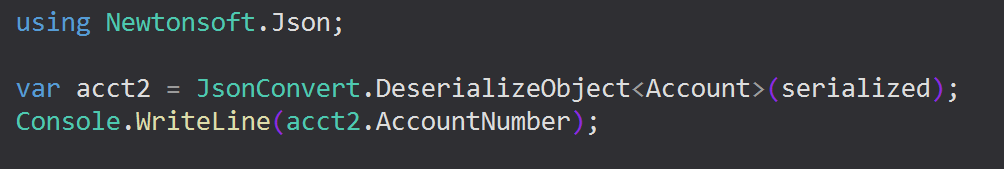 using Newtonsoft.Json;
var acct2 = JsonConvert.DeserializeObject<Account>(serialized);
Console.WriteLine(acct2.AccountNumber);